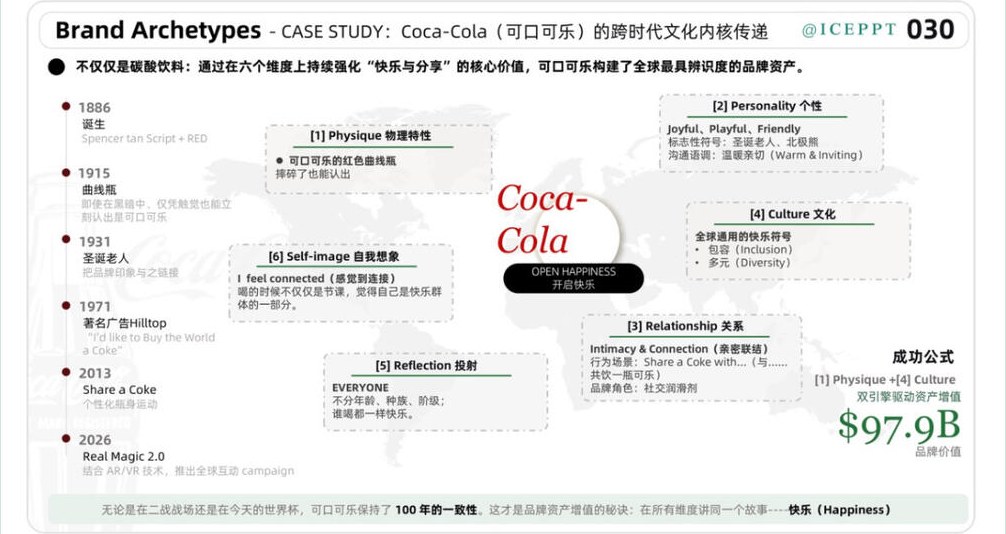 Brand Archetypes - CASE STUDY：Coca-Cola（可口可乐）的跨时代文化内核传递
@ICEPPT 030
不仅仅是碳酸饮料：通过在六个维度上持续强化“快乐与分享”的核心价值，可口可乐构建了全球最具辨识度的品牌资产。
1886
诞生
Spencer tan Script + RED
1915
曲线瓶
即使在黑暗中，仅凭触觉也能立
刻认出是可口可乐
1931
圣诞老人
把品牌印象与之链接
1971
著名广告Hilltop
“I'd like to Buy the World
a Coke”
2013
Share a Coke
个性化瓶身运动
2026
Real Magic 2.0
结合 AR/VR 技术，推出全球互动 campaign
[1] Physique 物理特性
● 可口可乐的红色曲线瓶
摔碎了也能认出
[6] Self-image 自我想象
I feel connected（感觉到连接）
喝的时候不仅仅是节课，觉得自己是快乐群
体的一部分。
[5] Reflection 投射
EVERYONE
不分年龄、种族、阶级；
谁喝都一样快乐。
Coca-
Cola
OPEN HAPPINESS
开启快乐
[2] Personality 个性
Joyful、Playful、Friendly
标志性符号：圣诞老人、北极熊
沟通语调：温暖亲切（Warm & Inviting）
[4] Culture 文化
全球通用的快乐符号
• 包容（Inclusion）
• 多元（Diversity）
[3] Relationship 关系
Intimacy & Connection（亲密联结）
行为场景：Share a Coke with...（与......
共饮一瓶可乐）
品牌角色：社交润滑剂
成功公式
[1] Physique +[4] Culture
双引擎驱动资产增值
$97.9B
品牌价值
无论是在二战战场还是在今天的世界杯，可口可乐保持了 100 年的一致性。这才是品牌资产增值的秘诀：在所有维度讲同一个故事----快乐（Happiness）